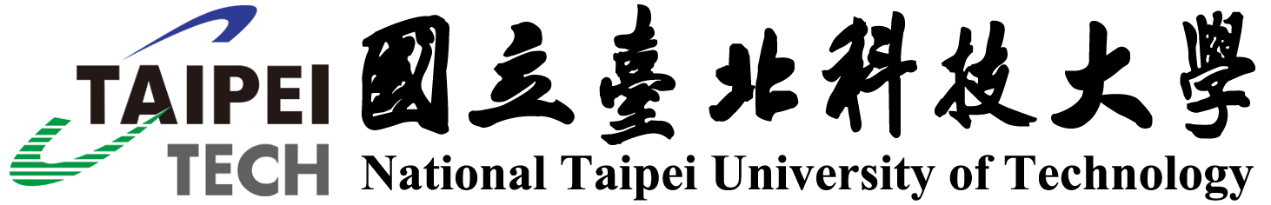 TAIPEI
TECH
國立臺北科技大學
National Taipei University of Technology